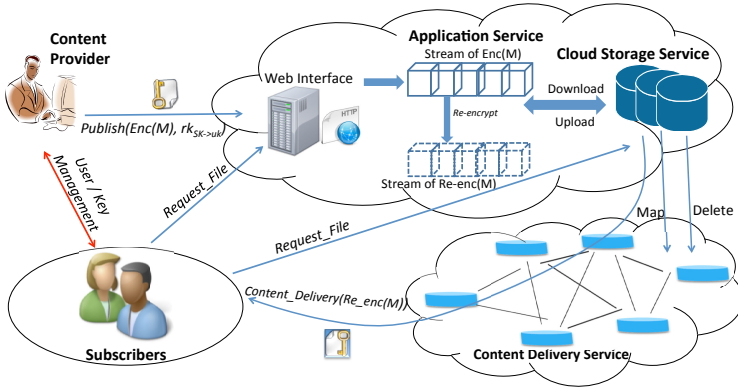 Content
Provider
Application Service
Stream of Enc(M)
Cloud Storage Service
Web Interface
HTTP
Publish(Enc(M), rkSK->uk)
Re-encrypt
Download
Upload
Stream of Re-enc(M)
User / Key
Management
Request_File
Request_File
Map
Delete
Content_Delivery(Re_enc(M))
Subscribers
Content Delivery Service